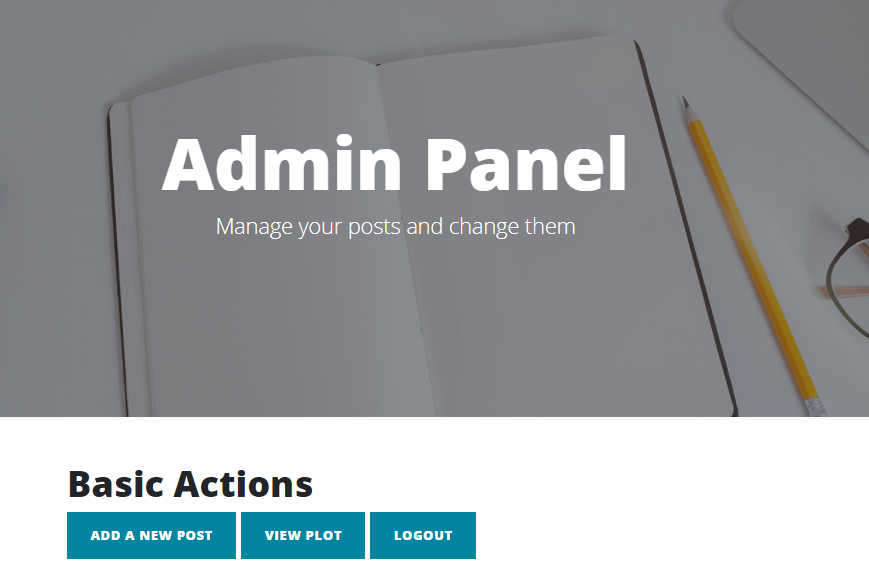 Admin Panel
Manage your posts and change them
Basic Actions
ADD A NEW POST VIEW PLOT LOGOUT